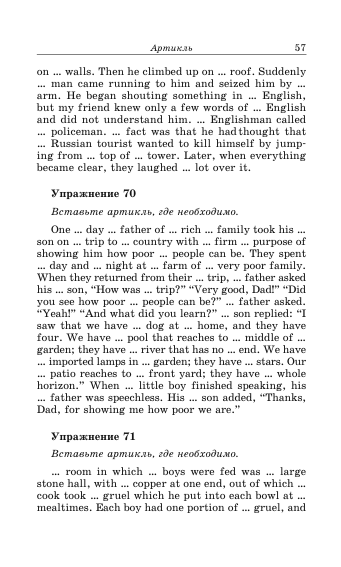 Артикль 57
on ... walls. Then he climbed up on ... roof. Suddenly
... man came running to him and seized him by ...
arm. He began shouting something in ... English,
but my friend knew only a few words of ... English
and did not understand him. ... Englishman called
... policeman. ... fact was that he had thought that
... Russian tourist wanted to kill himself by jump-
ing from ... top of ... tower. Later, when everything
became clear, they laughed ... lot over it.
Упражнение 70
Вставьте артикль, где необходимо.
One ... day ... father of ... rich ... family took his ...
son on ... trip to ... country with ... firm ... purpose of
showing him how poor ... people can be. They spent
... day and ... night at ... farm of ... very poor family.
When they returned from their ... trip, ... father asked
his ... son, “How was ... trip?” “Very good, Dad!” “Did
you see how poor ... people can be?” ... father asked.
“Yeah!” “And what did you learn?” ... son replied: “I
saw that we have ... dog at ... home, and they have
four. We have ... pool that reaches to ... middle of ...
garden; they have ... river that has no ... end. We have
... imported lamps in ... garden; they have ... stars. Our
... patio reaches to ... front yard; they have ... whole
horizon.” When ... little boy finished speaking, his
... father was speechless. His ... son added, “Thanks,
Dad, for showing me how poor we are.”
Упражнение 71
Вставьте артикль, где необходимо.
... room in which ... boys were fed was ... large
stone hall, with ... copper at one end, out of which ...
cook took ... gruel which he put into each bowl at ...
mealtimes. Each boy had one portion of ... gruel, and